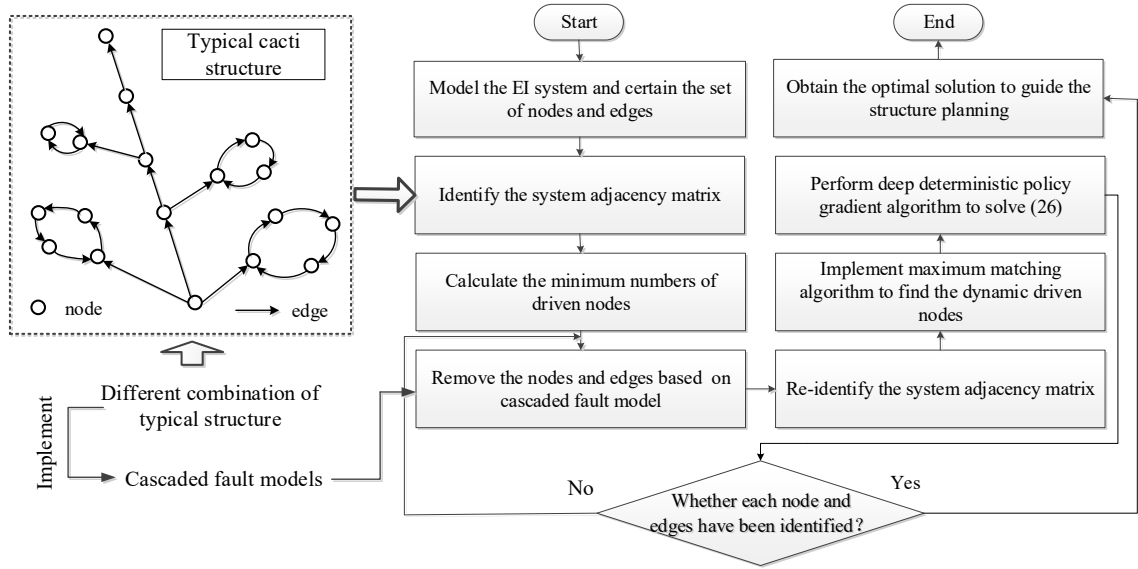 Typical cacti
structure
node
edge
Different combination of
typical structure
Implement
Cascaded fault models
Start
Model the EI system and certain the set
of nodes and edges
Identify the system adjacency matrix
Calculate the minimum numbers of
driven nodes
Remove the nodes and edges based on
cascaded fault model
End
Obtain the optimal solution to guide the
structure planning
Perform deep deterministic policy
gradient algorithm to solve (26)
Implement maximum matching
algorithm to find the dynamic driven
nodes
Re-identify the system adjacency matrix
No
Yes
Whether each node and
edges have been identified?